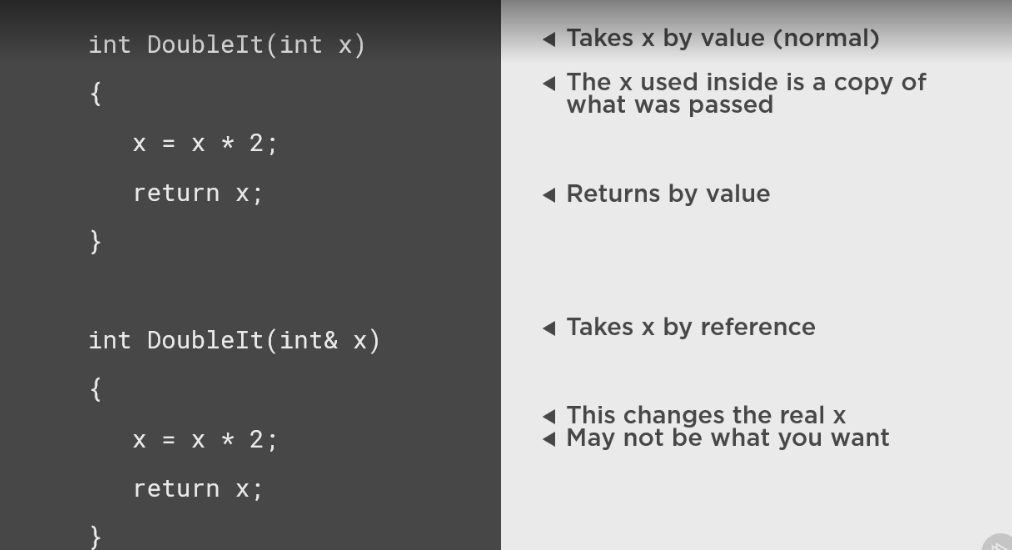 int DoubleIt(int x)
{
x = x * 2;
return x;
}
int DoubleIt(int& x)
{
x = x * 2;
return x;
}
Takes x by value (normal)
The x used inside is a copy of
what was passed
Returns by value
Takes x by reference
This changes the real x
May not be what you want